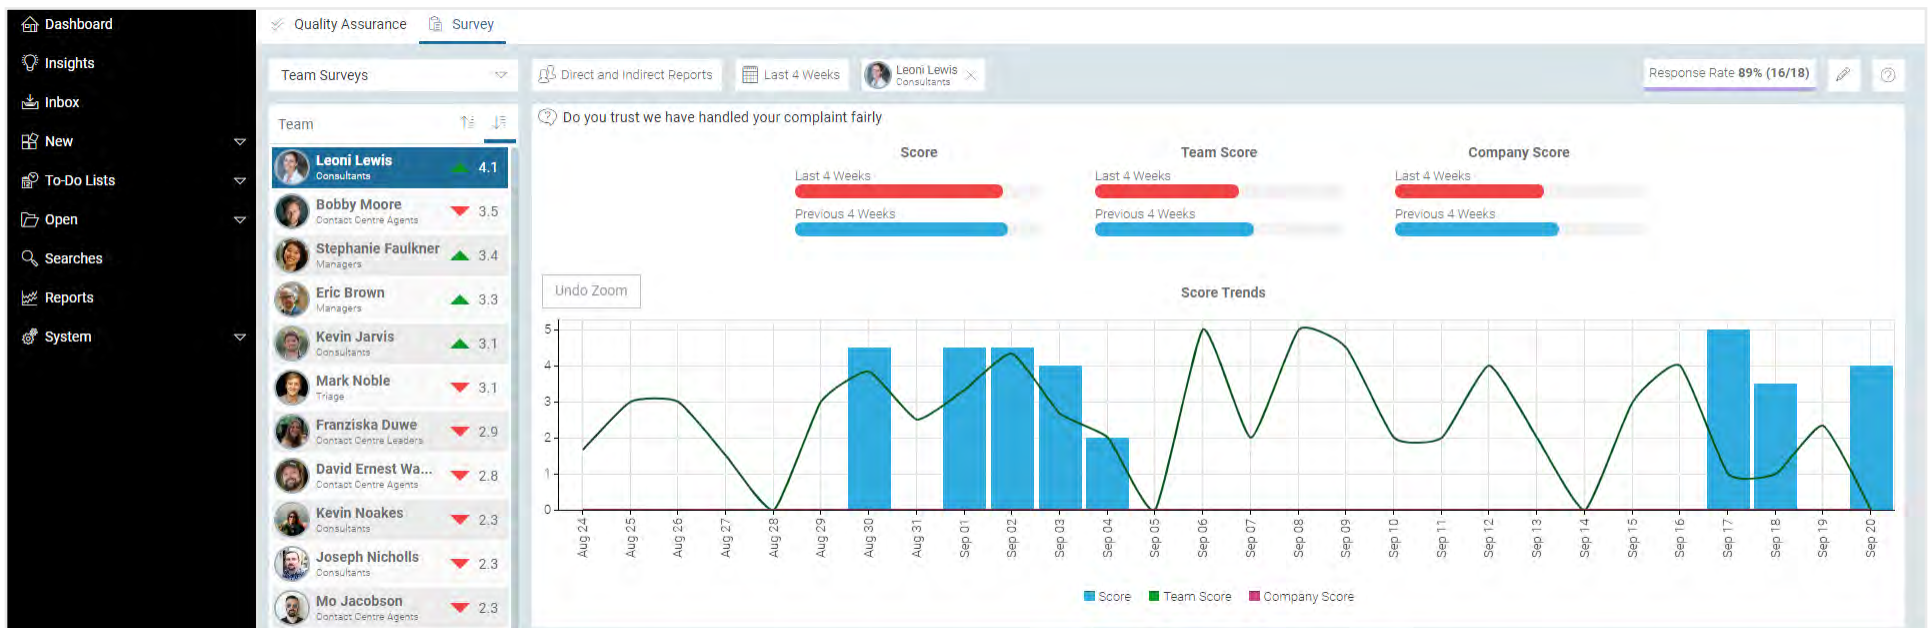 Dashboard
Insights
Inbox
New
To-Do Lists
Open
Searches
Reports
System
Quality Assurance
Survey
Team Surveys
Direct and Indirect Reports
Last 4 Weeks
Leoni Lewis
Consultants
Response Rate 89% (16/18)
Team
Leoni Lewis
Consultants
4.1
Bobby Moore
Contact Centre Agents
3.5
Stephanie Faulkner
Managers
3.4
Eric Brown
Managers
3.3
Kevin Jarvis
Consultants
3.1
Mark Noble
Triage
3.1
Franziska Duwe
Contact Centre Leaders
2.9
David Ernest Wa...
Contact Centre Agents
2.8
Kevin Noakes
Consultants
2.3
Joseph Nicholls
Consultants
2.3
Mo Jacobson
Contact Centre Agents
2.3
Do you trust we have handled your complaint fairly
Score
Last 4 Weeks
Previous 4 Weeks
Team Score
Last 4 Weeks
Previous 4 Weeks
Company Score
Last 4 Weeks
Previous 4 Weeks
Undo Zoom
Score Trends
5
4
3
2
1
0
Aug 24
Aug 25
Aug 26
Aug 27
Aug 28
Aug 29
Aug 30
Aug 31
Sep 01
Sep 02
Sep 03
Sep 04
Sep 05
Sep 06
Sep 07
Sep 08
Sep 09
Sep 10
Sep 11
Sep 12
Sep 13
Sep 14
Sep 15
Sep 16
Sep 17
Sep 18
Sep 19
Sep 20
Score
Team Score
Company Score